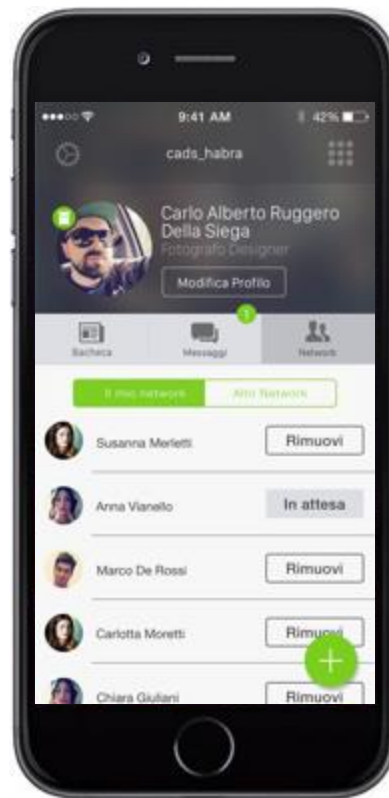 9:41 AM
42%
cads_habra
Carlo Alberto Ruggero
Della Siega
Fotografo Designer
Modifica Profilo
1
Bacheca
Messaggi
Network
Il mio network
Altri Network
Susanna Merletti
Rimuovi
Anna Vianello
In attesa
Marco De Rossi
Rimuovi
Carlotta Moretti
Rimuovi
Chiara Giuliani
Rimuovi